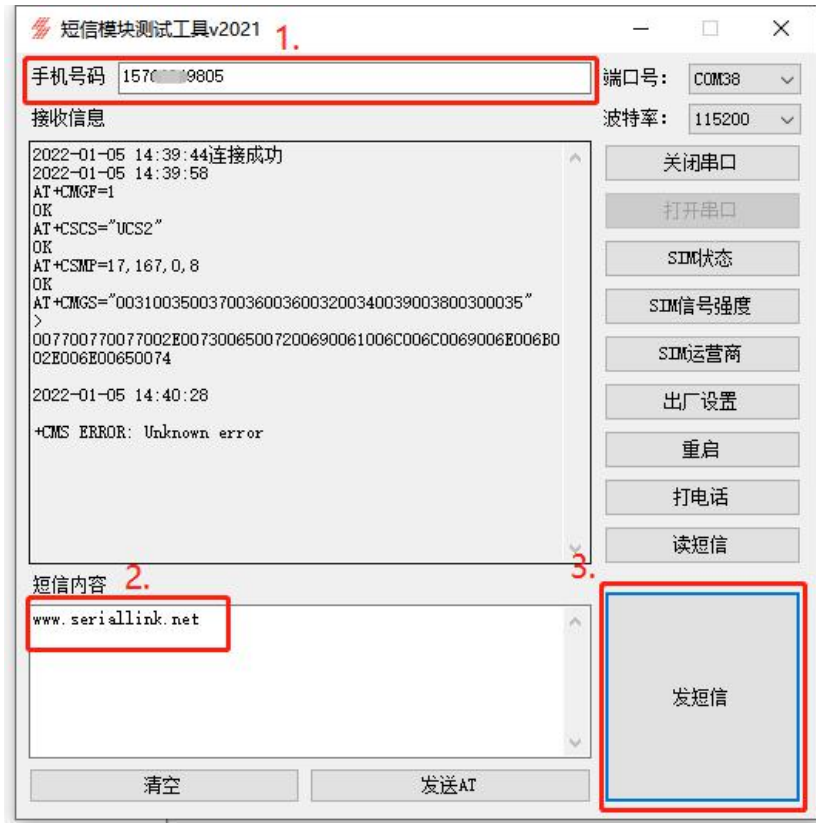 短信模块测试工具v2021
1.
手机号码 157 9805
端口号： COM38
接收信息
波特率： 115200
2022-01-05 14:39:44连接成功
2022-01-05 14:39:58
AT+CMGF=1
OK
AT+CSCS="UCS2"
OK
AT+CSMP=17,167,0,8
OK
AT+CMGS="00310035003700360036003200340039003800300035"
>
007700770077002E00730065007200690061006C006C0069006E006B0
02E006E00650074
2022-01-05 14:40:28
+CMS ERROR: Unknown error
关闭串口
打开串口
SIM状态
SIM信号强度
SIM运营商
出厂设置
重启
打电话
读短信
短信内容 2.
www.seriallink.net
3.
发短信
清空
发送AT